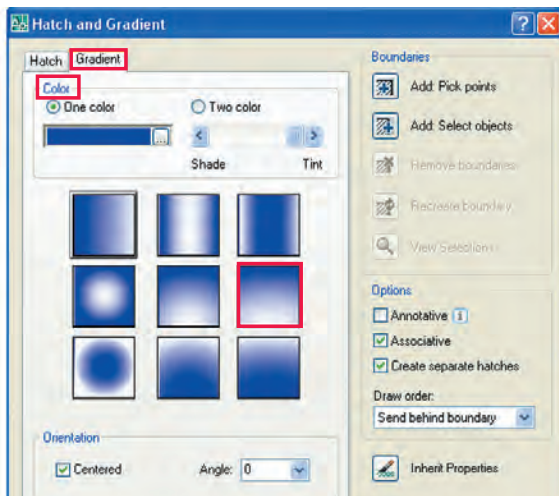 Hatch and Gradient
Hatch Gradient
Color
One color Two color
...
Shade Tint
Orientation
Centered Angle: 0
Boundaries
Add: Pick points
Add: Select objects
Remove boundaries
Recreate boundary
View Selections
Options
Annotative
Associative
Create separate hatches
Draw order:
Send behind boundary
Inherit Properties